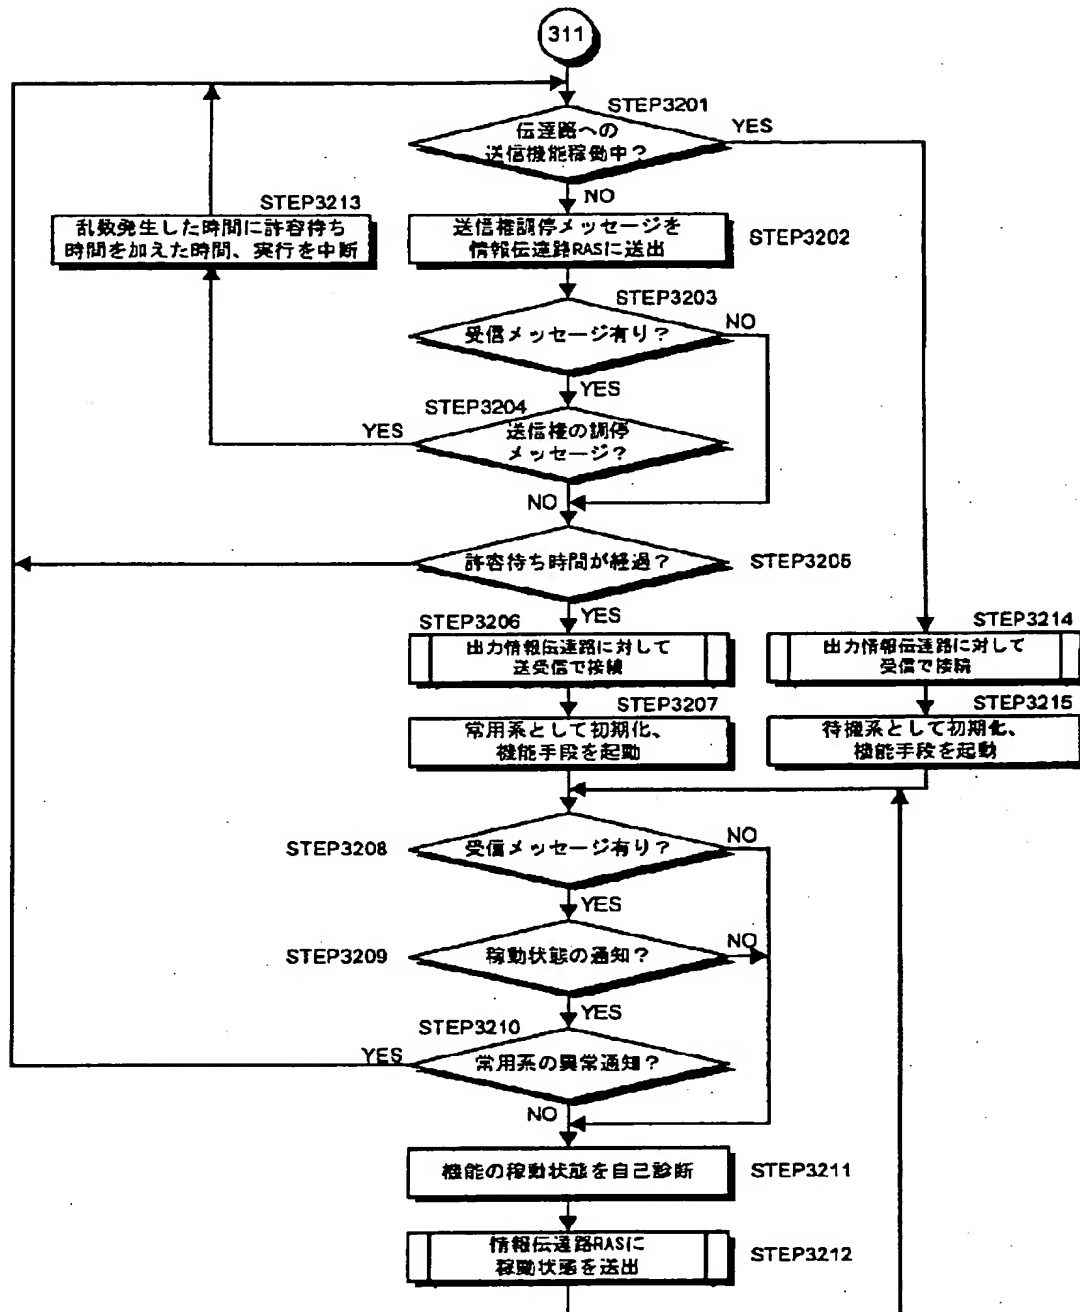 311
STEP3201
伝達路への
送信機能稼働中？
YES
NO
STEP3213
乱数発生した時間に許容待ち
時間を加えた時間、実行を中断
送信権調停メッセージを
情報伝達路RASに送出
STEP3202
STEP3203
受信メッセージ有り？
NO
YES
STEP3204
YES
送信権の調停
メッセージ？
NO
許容待ち時間が経過？
STEP3205
YES
STEP3206
出力情報伝達路に対して
送受信で接続
STEP3214
出力情報伝達路に対して
受信で接続
STEP3207
常用系として初期化、
機能手段を起動
STEP3215
待機系として初期化、
機能手段を起動
STEP3208
受信メッセージ有り？
NO
YES
STEP3209
稼動状態の通知？
NO
YES
STEP3210
YES
常用系の異常通知？
NO
機能の稼動状態を自己診断
STEP3211
情報伝達路RASに
稼動状態を送出
STEP3212